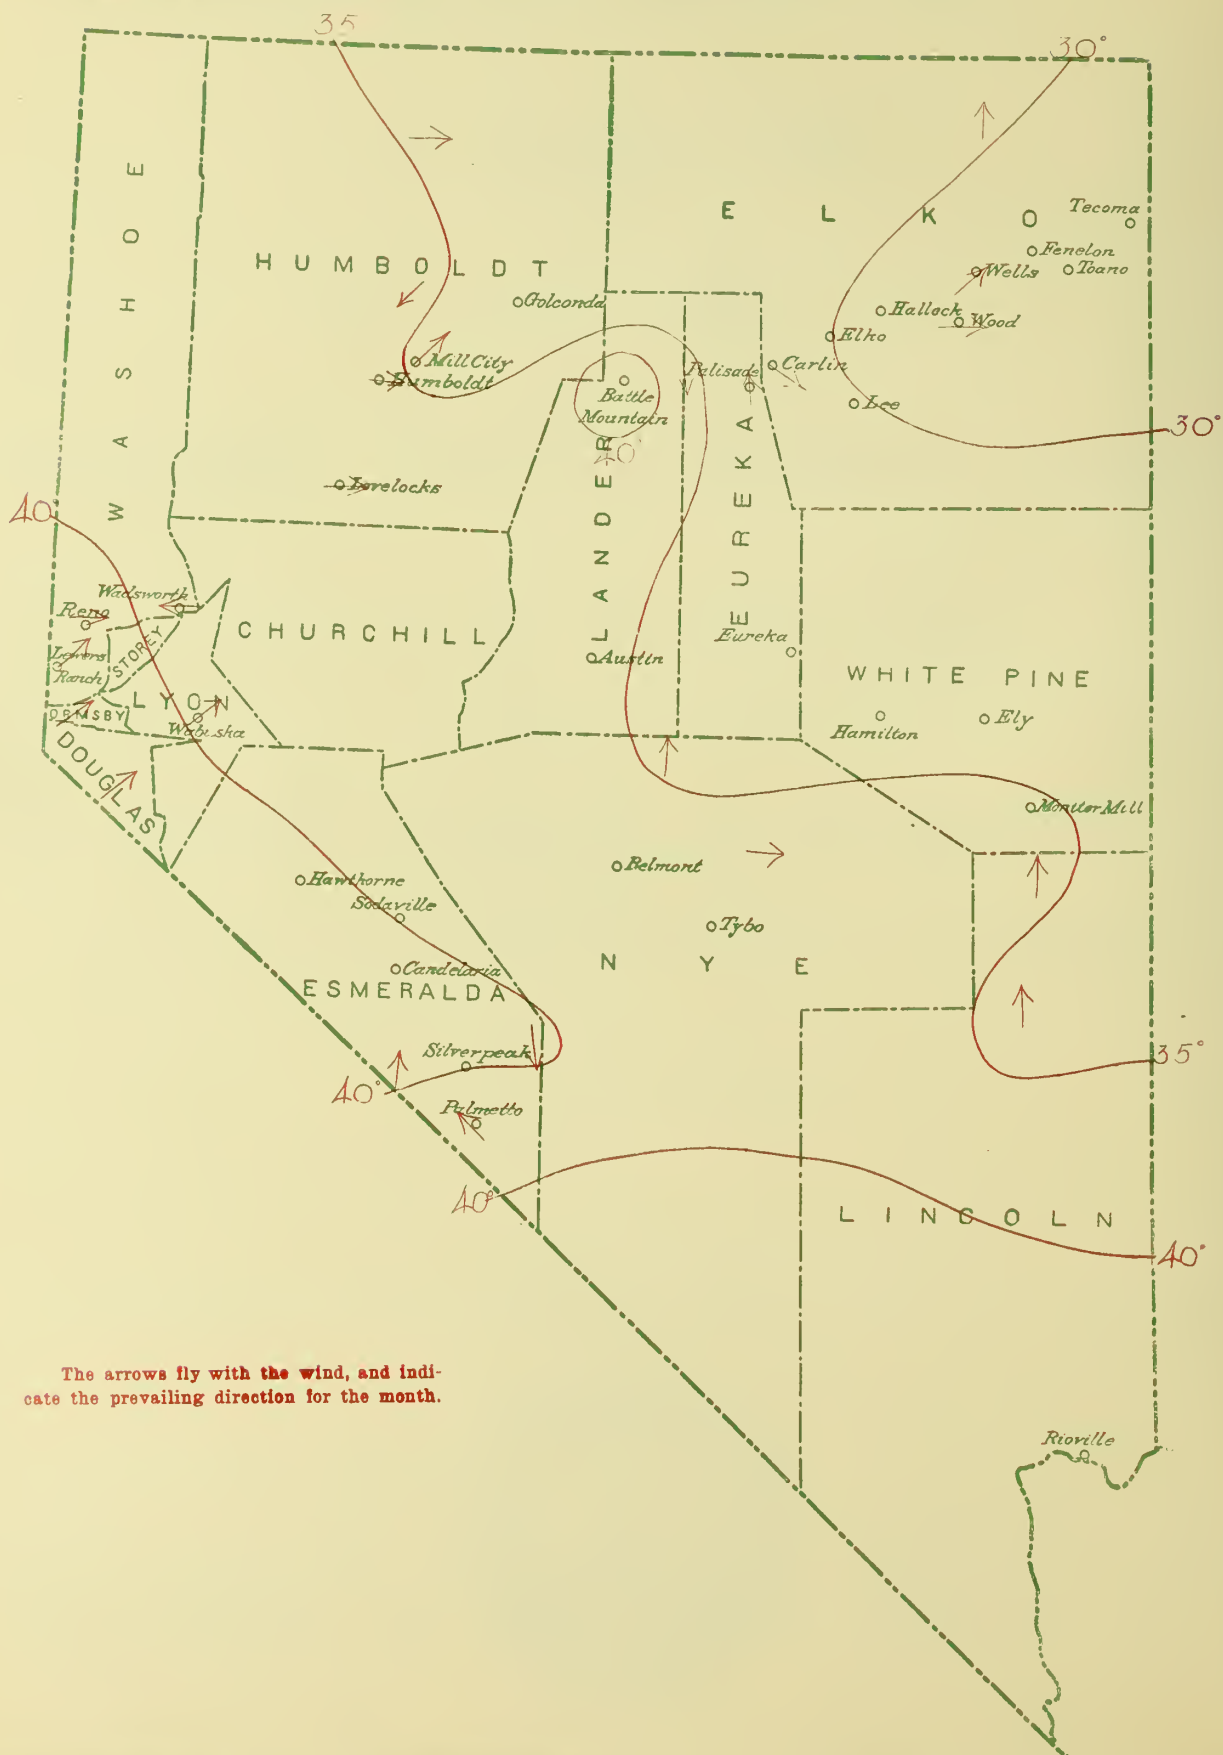 35
30°
WASHOE
HUMBOLDT
ELKO
Tecoma
Fenelon
Wells
Toano
Golconda
Hallock
Wood
Elko
Mill City
Humboldt
Palisade
Carlin
Battle
Mountain
40°
Lee
30°
Lovelocks
LANDER
EUREKA
40°
Wadsworth
Reno
STOREY
CHURCHILL
Lewers
Ranch
Eureka
Austin
WHITE PINE
LYON
ORMSBY
Wabuska
Hamilton
Ely
DOUGLAS
Monitor Mill
Belmont
Hawthorne
Sodaville
Tybo
NYE
Candelaria
ESMERALDA
Silverpeak
35°
40°
Palmetto
40°
LINCOLN
40°
The arrows fly with the wind, and indi-
cate the prevailing direction for the month.
Rioville